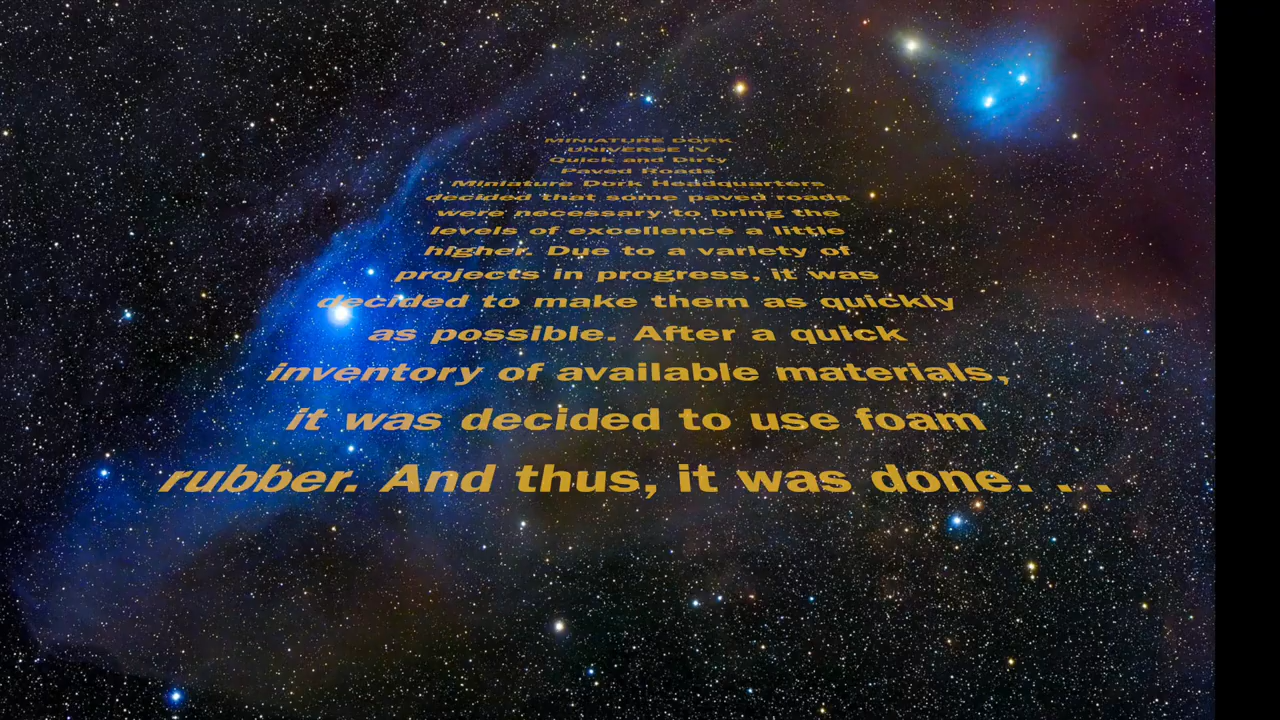 MINIATURE DORK
UNIVERSE IV
Quick and Dirty
Paved Roads
Miniature Dork Headquarters
decided that some paved roads
were necessary to bring the
levels of excellence a little
higher. Due to a variety of
projects in progress, it was
decided to make them as quickly
as possible. After a quick
inventory of available materials,
it was decided to use foam
rubber. And thus, it was done. . .